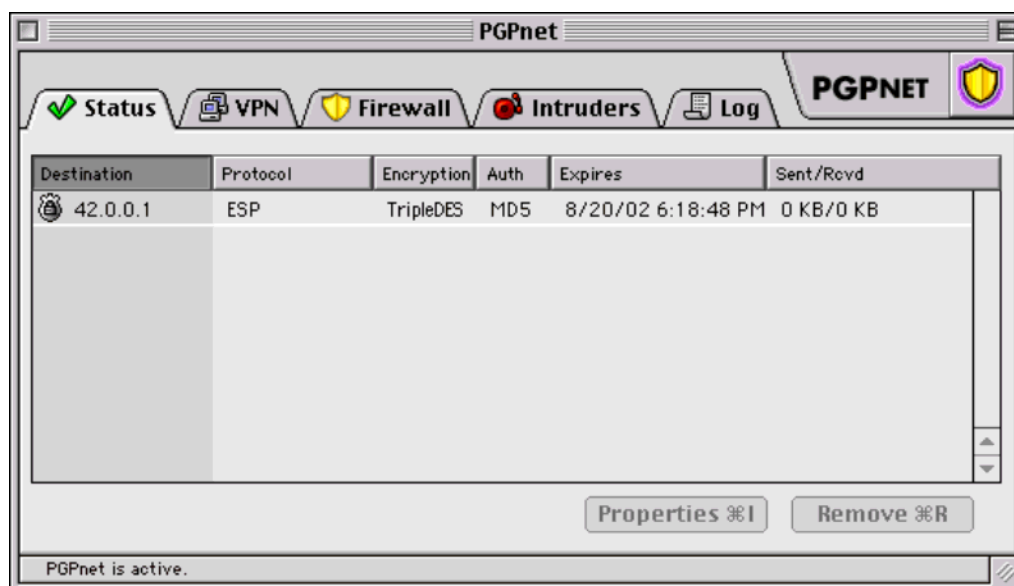 PGPnet
Status VPN Firewall Intruders Log PGPNET
Destination Protocol Encryption Auth Expires Sent/Rcvd
42.0.0.1 ESP TripleDES MD5 8/20/02 6:18:48 PM 0 KB/0 KB
Properties ⌘I Remove ⌘R
PGPnet is active.